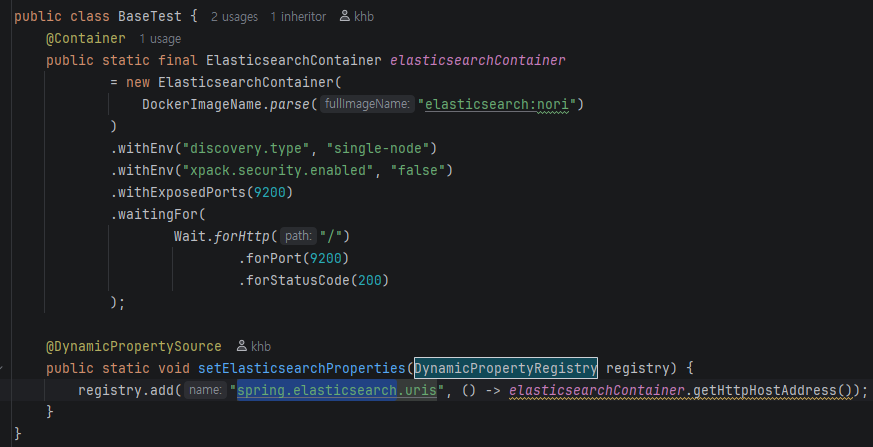 public class BaseTest { 2 usages 1 inheritor khb
@Container 1 usage
public static final ElasticsearchContainer elasticsearchContainer
= new ElasticsearchContainer(
DockerImageName.parse( fullImageName: "elasticsearch:nori")
)
.withEnv("discovery.type", "single-node")
.withEnv("xpack.security.enabled", "false")
.withExposedPorts(9200)
.waitingFor(
Wait.forHttp( path: "/")
.forPort(9200)
.forStatusCode(200)
);
@DynamicPropertySource khb
public static void setElasticsearchProperties(DynamicPropertyRegistry registry) {
registry.add( name: "spring.elasticsearch.uris", () -> elasticsearchContainer.getHttpHostAddress());
}
}